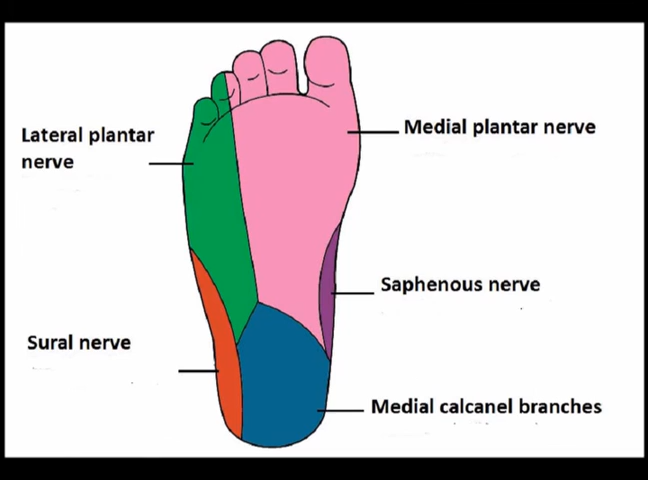 Lateral plantar
nerve
Medial plantar nerve
Saphenous nerve
Sural nerve
Medial calcanel branches